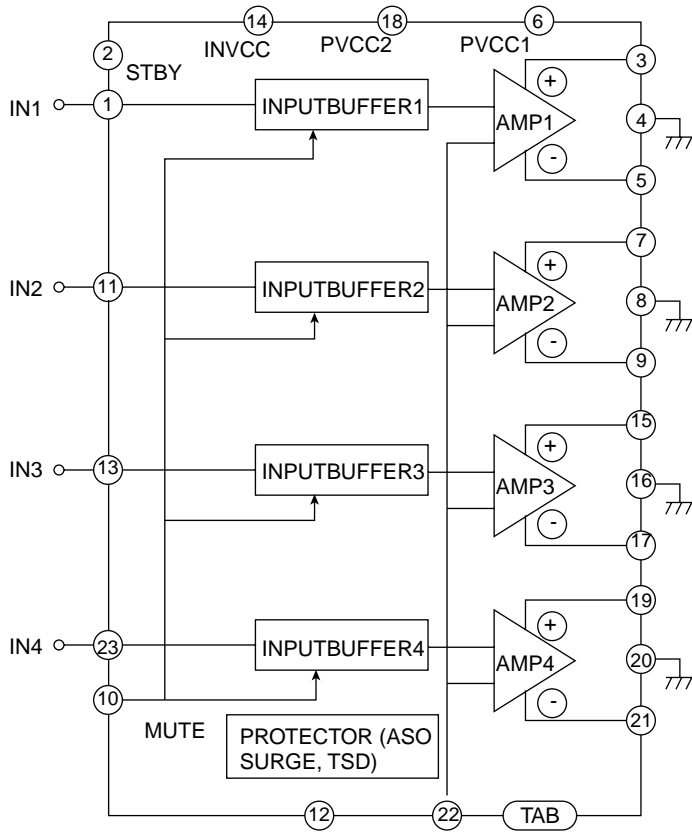 14
18
6
2
INVCC
PVCC2
PVCC1
STBY
3
IN1
1
INPUTBUFFER1
+
AMP1
4
-
5
7
IN2
11
INPUTBUFFER2
+
AMP2
8
-
9
15
IN3
13
INPUTBUFFER3
+
AMP3
16
-
17
19
IN4
23
INPUTBUFFER4
+
AMP4
20
10
-
21
MUTE
PROTECTOR (ASO
SURGE, TSD)
12
22
TAB